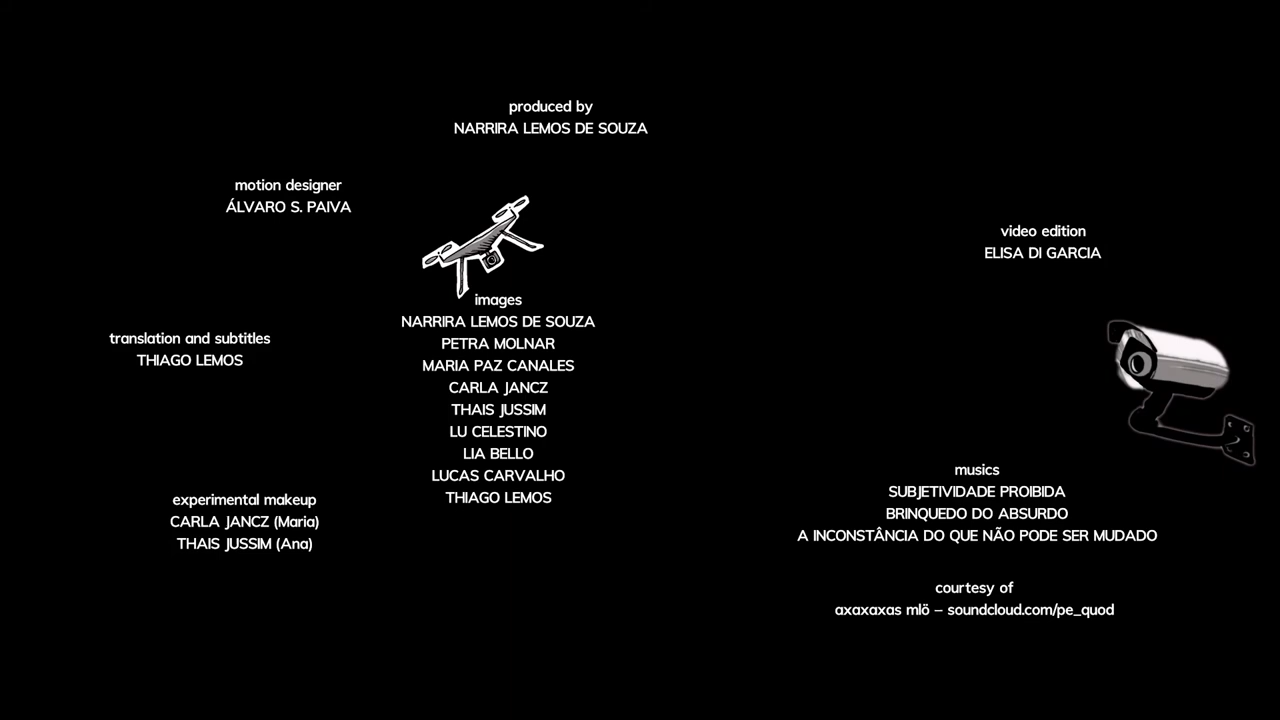 produced by
NARRIRA LEMOS DE SOUZA
motion designer
ÁLVARO S. PAIVA
video edition
ELISA DI GARCIA
images
NARRIRA LEMOS DE SOUZA
PETRA MOLNAR
MARIA PAZ CANALES
CARLA JANCZ
THAIS JUSSIM
LU CELESTINO
LIA BELLO
LUCAS CARVALHO
THIAGO LEMOS
translation and subtitles
THIAGO LEMOS
experimental makeup
CARLA JANCZ (Maria)
THAIS JUSSIM (Ana)
musics
SUBJETIVIDADE PROIBIDA
BRINQUEDO DO ABSURDO
A INCONSTÂNCIA DO QUE NÃO PODE SER MUDADO
courtesy of
axaxaxas mlö – soundcloud.com/pe_quod